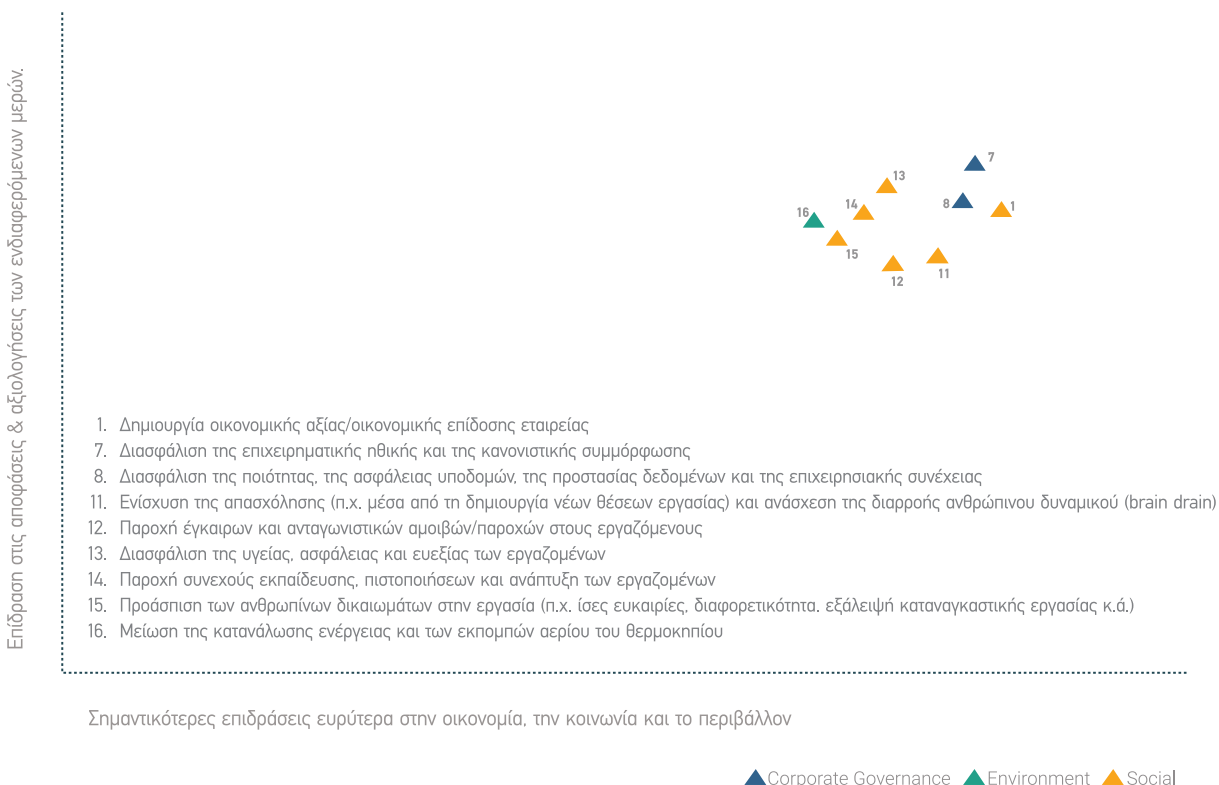 Επίδραση στις αποφάσεις & αξιολογήσεις των ενδιαφερόμενων μερών.
7
13
8
1
14
16
15
11
12
1. Δημιουργία οικονομικής αξίας/οικονομικής επίδοσης εταιρείας
7. Διασφάλιση της επιχειρηματικής ηθικής και της κανονιστικής συμμόρφωσης
8. Διασφάλιση της ποιότητας, της ασφάλειας υποδομών, της προστασίας δεδομένων και της επιχειρησιακής συνέχειας
11. Ενίσχυση της απασχόλησης (π.χ. μέσα από τη δημιουργία νέων θέσεων εργασίας) και ανάσχεση της διαρροής ανθρώπινου δυναμικού (brain drain)
12. Παροχή έγκαιρων και ανταγωνιστικών αμοιβών/παροχών στους εργαζόμενους
13. Διασφάλιση της υγείας, ασφάλειας και ευεξίας των εργαζομένων
14. Παροχή συνεχούς εκπαίδευσης, πιστοποιήσεων και ανάπτυξη των εργαζομένων
15. Προάσπιση των ανθρωπίνων δικαιωμάτων στην εργασία (π.χ. ίσες ευκαιρίες, διαφορετικότητα. εξάλειψή καταναγκαστικής εργασίας κ.ά.)
16. Μείωση της κατανάλωσης ενέργειας και των εκπομπών αερίου του θερμοκηπίου
Σημαντικότερες επιδράσεις ευρύτερα στην οικονομία, την κοινωνία και το περιβάλλον
Corporate Governance Environment Social